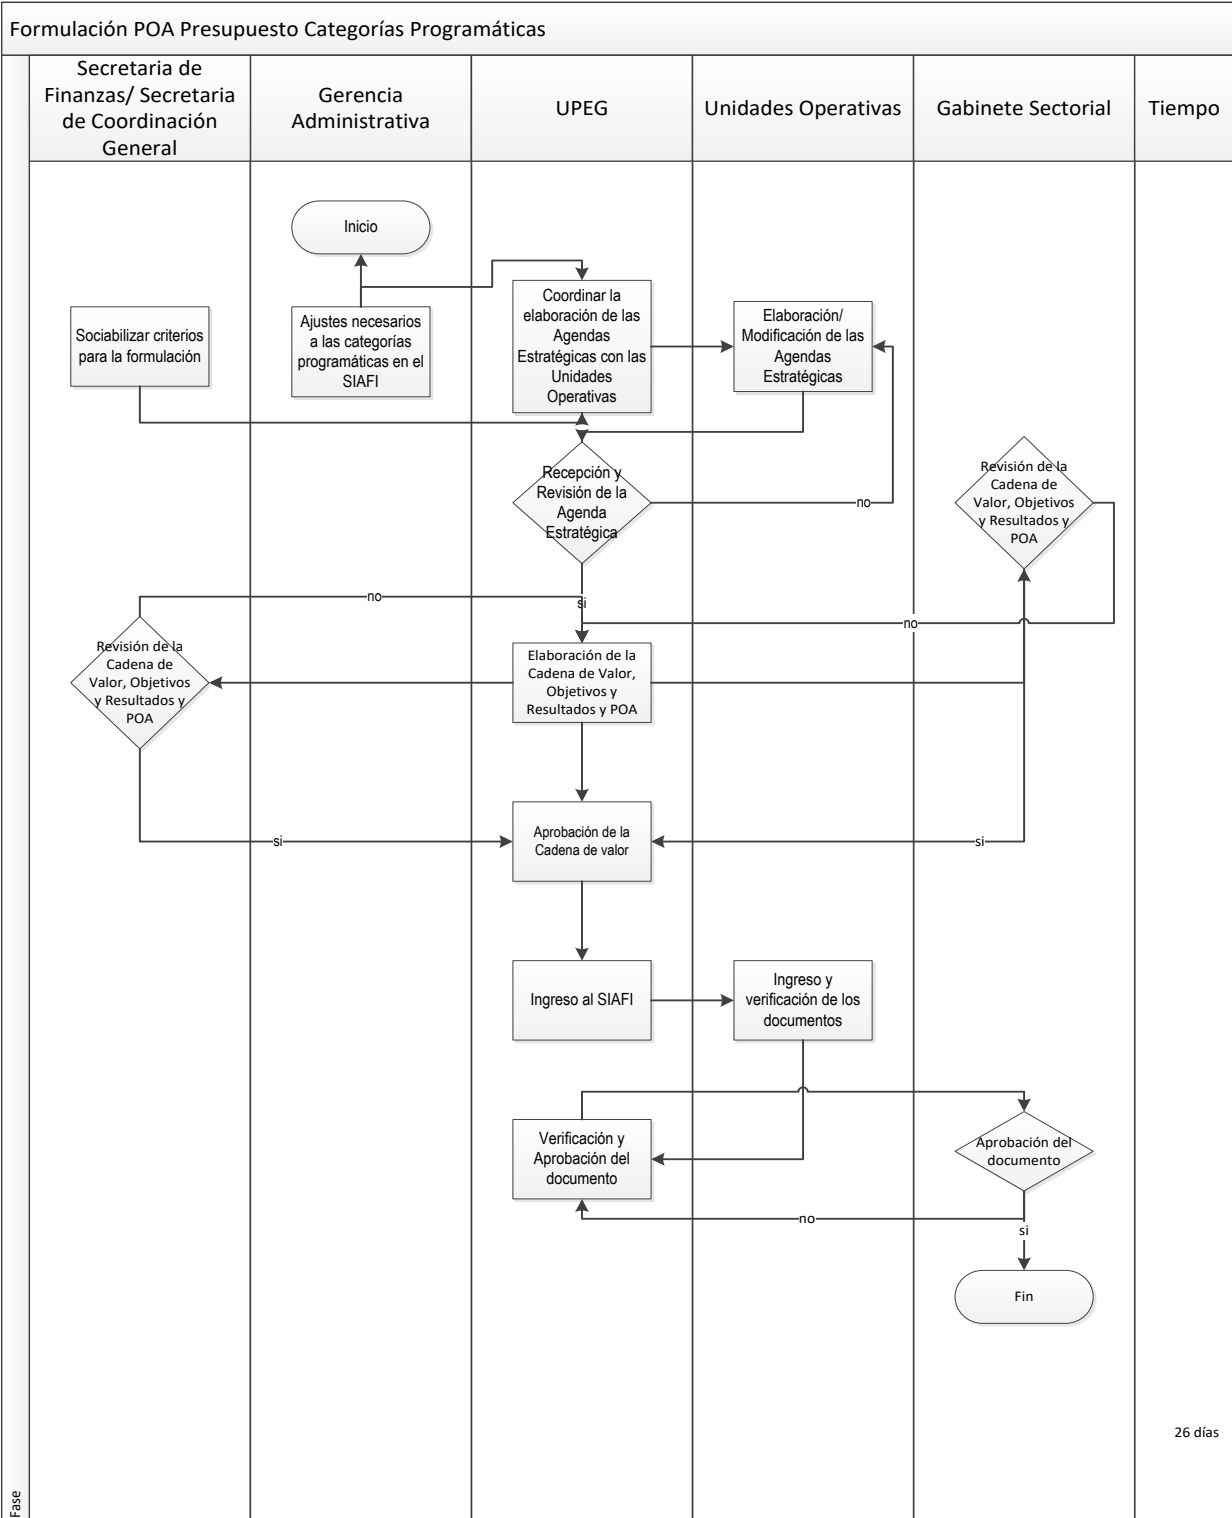 Formulación POA Presupuesto Categorías Programáticas
Secretaria de
Finanzas/ Secretaria
de Coordinación
General
Gerencia
Administrativa
UPEG
Unidades Operativas
Gabinete Sectorial
Tiempo
Inicio
Sociabilizar criterios
para la formulación
Ajustes necesarios
a las categorías
programáticas en el
SIAFI
Coordinar la
elaboración de las
Agendas
Estratégicas con las
Unidades
Operativas
Elaboración/
Modificación de las
Agendas
Estratégicas
Recepción y
Revisión de la
Agenda
Estratégica
no
Revisión de la
Cadena de
Valor, Objetivos
y Resultados y
POA
no
si
no
Revisión de la
Cadena de
Valor, Objetivos
y Resultados y
POA
Elaboración de la
Cadena de Valor,
Objetivos y
Resultados y POA
si
Aprobación de la
Cadena de valor
si
Ingreso al SIAFI
Ingreso y
verificación de los
documentos
Verificación y
Aprobación del
documento
Aprobación del
documento
no
si
Fin
26 días
Fase